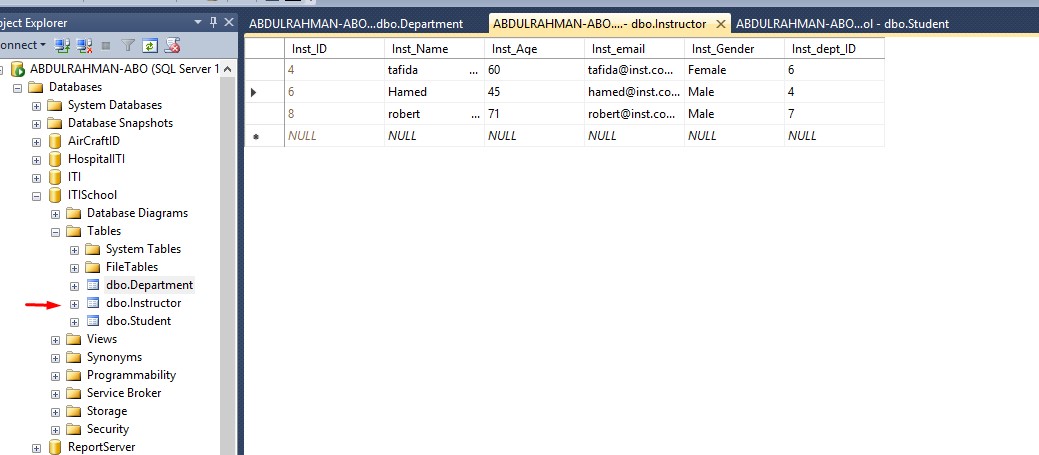 oject Explorer
ABDULRAHMAN-ABO...dbo.Department
ABDULRAHMAN-ABO....- dbo.Instructor
ABDULRAHMAN-ABO...ol - dbo.Student
onnect
ABDULRAHMAN-ABO (SQL Server 1
Databases
System Databases
Database Snapshots
AirCraftID
HospitalITI
ITI
ITISchool
Database Diagrams
Tables
System Tables
FileTables
dbo.Department
dbo.Instructor
dbo.Student
Views
Synonyms
Programmability
Service Broker
Storage
Security
ReportServer
Inst_ID Inst_Name Inst_Age Inst_email Inst_Gender Inst_dept_ID
4 tafida ... 60 tafida@inst.co... Female 6
6 Hamed ... 45 hamed@inst.co... Male 4
8 robert ... 71 robert@inst.co... Male 7
NULL NULL NULL NULL NULL NULL